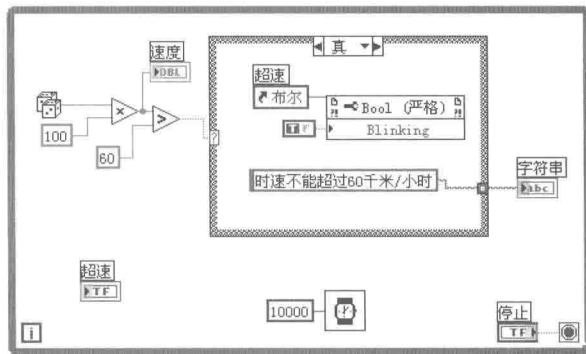 真
速度
DBL
超速
布尔
Bool (严格)
Blinking
100
60
?
T F
时速不能超过60千米/小时
字符串
abc
超速
TF
10000
停止
TF
i